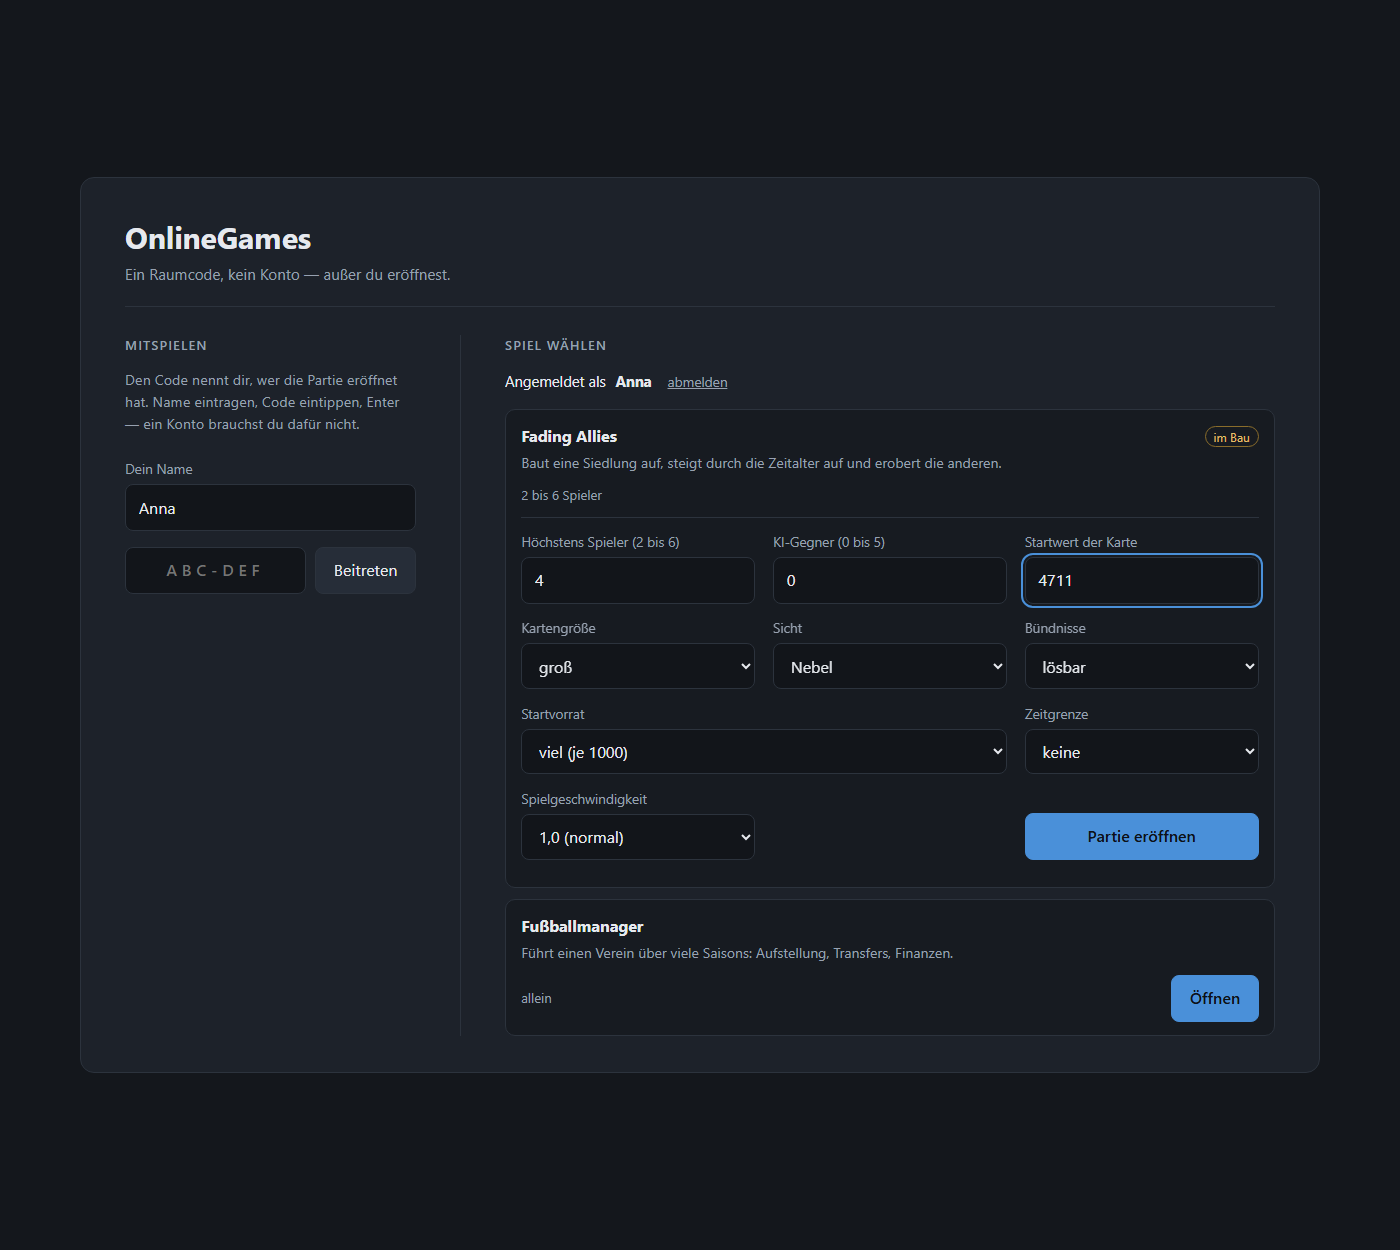 OnlineGames
Ein Raumcode, kein Konto — außer du eröffnest.
MITSPIELEN
Den Code nennt dir, wer die Partie eröffnet
hat. Name eintragen, Code eintippen, Enter
— ein Konto brauchst du dafür nicht.
Dein Name
Anna
ABC-DEF
Beitreten
SPIEL WÄHLEN
Angemeldet als Anna abmelden
Fading Allies
im Bau
Baut eine Siedlung auf, steigt durch die Zeitalter auf und erobert die anderen.
2 bis 6 Spieler
Höchstens Spieler (2 bis 6)
4
KI-Gegner (0 bis 5)
0
Startwert der Karte
4711
Kartengröße
groß
Sicht
Nebel
Bündnisse
lösbar
Startvorrat
viel (je 1000)
Zeitgrenze
keine
Spielgeschwindigkeit
1,0 (normal)
Partie eröffnen
Fußballmanager
Führt einen Verein über viele Saisons: Aufstellung, Transfers, Finanzen.
allein
Öffnen